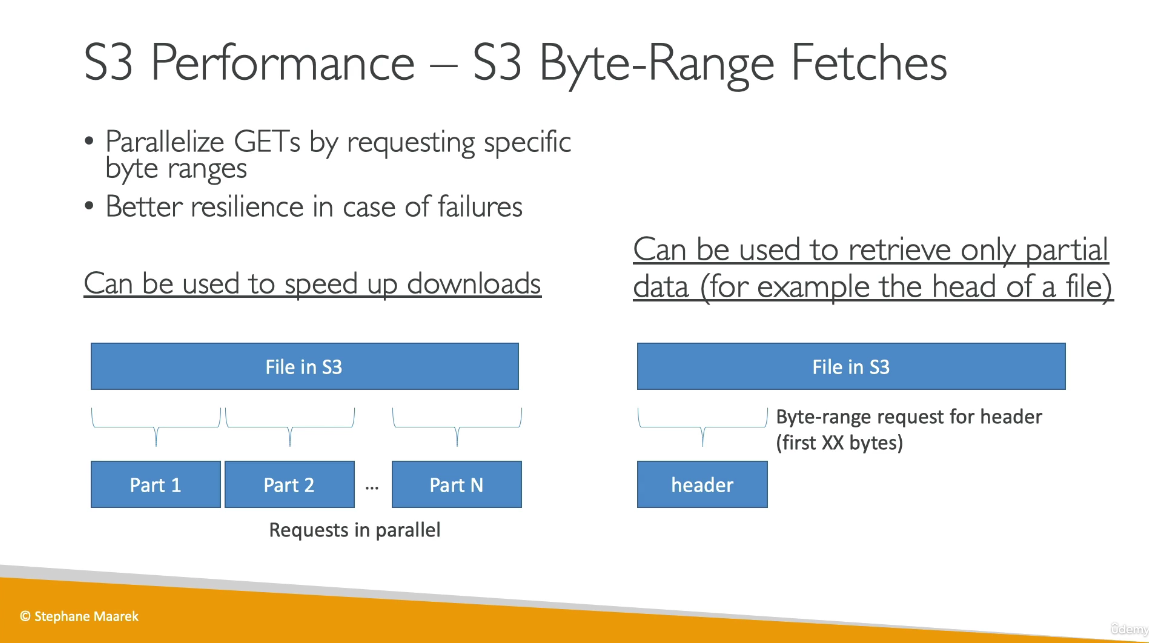 S3 Performance – S3 Byte-Range Fetches
• Parallelize GETs by requesting specific
byte ranges
• Better resilience in case of failures
Can be used to speed up downloads
File in S3
Part 1
Part 2
...
Part N
Requests in parallel
Can be used to retrieve only partial
data (for example the head of a file)
File in S3
Byte-range request for header
(first XX bytes)
header
© Stephane Maarek
ûdemy